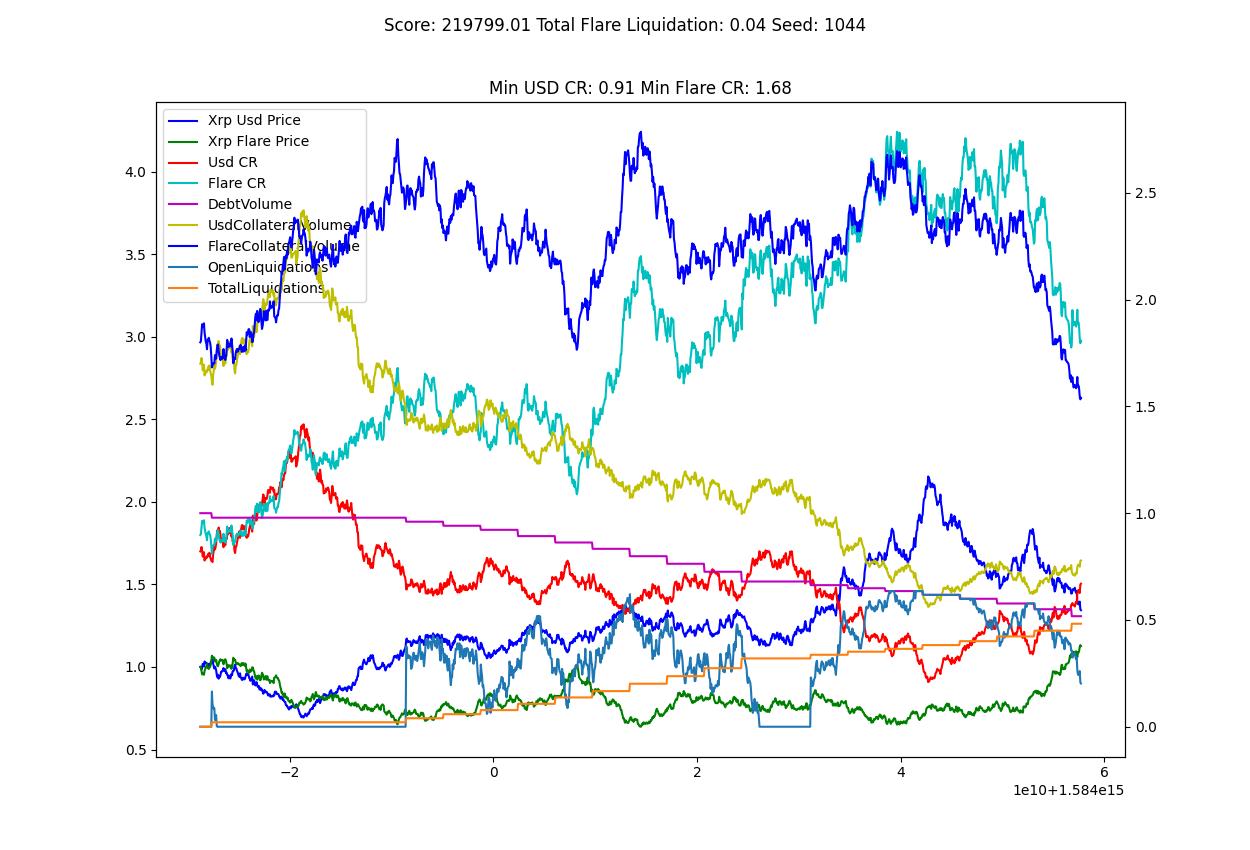 Score: 219799.01 Total Flare Liquidation: 0.04 Seed: 1044
Min USD CR: 0.91 Min Flare CR: 1.68
Xrp Usd Price
Xrp Flare Price
Usd CR
Flare CR
DebtVolume
UsdCollateralVolume
FlareCollateralVolume
OpenLiquidations
TotalLiquidations
4.0
3.5
3.0
2.5
2.0
1.5
1.0
0.5
2.5
2.0
1.5
1.0
0.5
0.0
−2 0 2 4 6
1e10+1.584e15